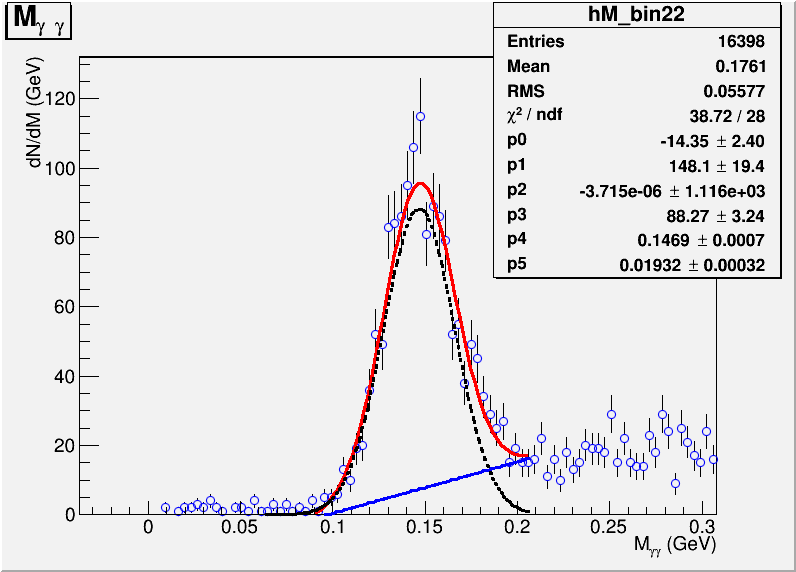 M γ γ
hM_bin22
Entries 16398
Mean 0.1761
RMS 0.05577
χ² / ndf 38.72 / 28
p0 -14.35 ± 2.40
p1 148.1 ± 19.4
p2 -3.715e-06 ± 1.116e+03
p3 88.27 ± 3.24
p4 0.1469 ± 0.0007
p5 0.01932 ± 0.00032
dN/dM (GeV)
120
100
80
60
40
20
0
0 0.05 0.1 0.15 0.2 0.25 0.3
Mγγ (GeV)